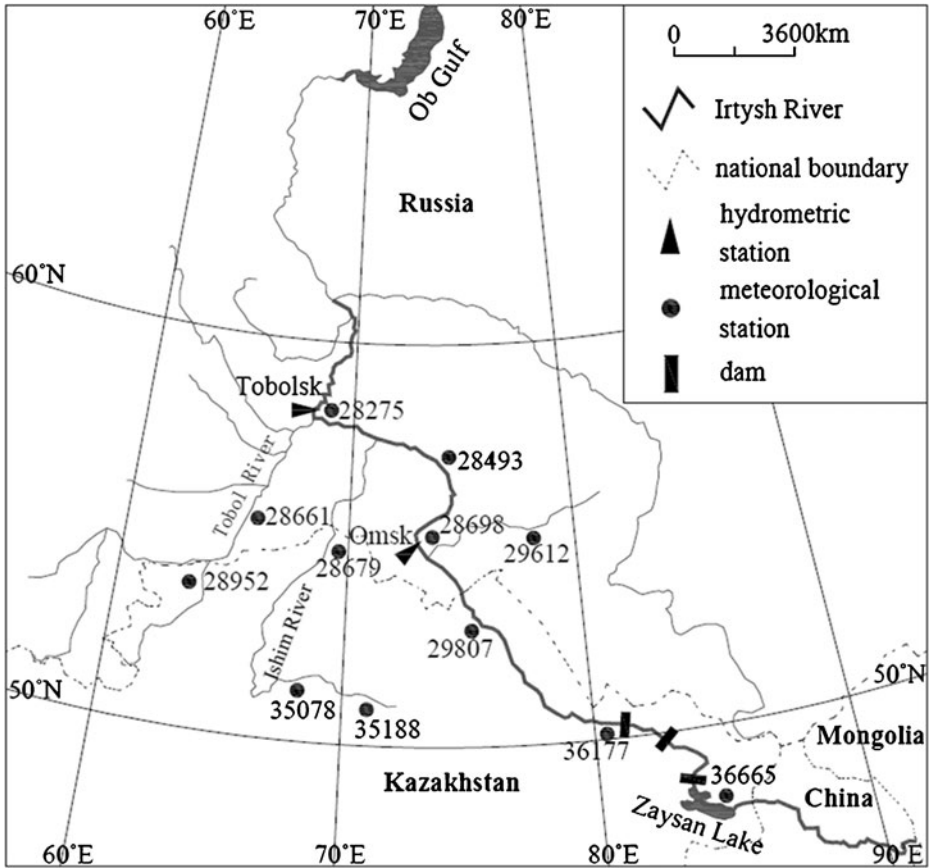 60°E
70°E
80°E
0
3600km
Ob Gulf
Irtysh River
national boundary
Russia
hydrometric
station
60°N
meteorological
station
dam
Tobolsk
28275
28493
Tobol River
28661
Omsk
28698
28679
29612
28952
Ishim River
29807
50°N
50°N
35078
35188
36177
Mongolia
36665
Kazakhstan
China
Zaysan Lake
60°E
70°E
80°E
90°E